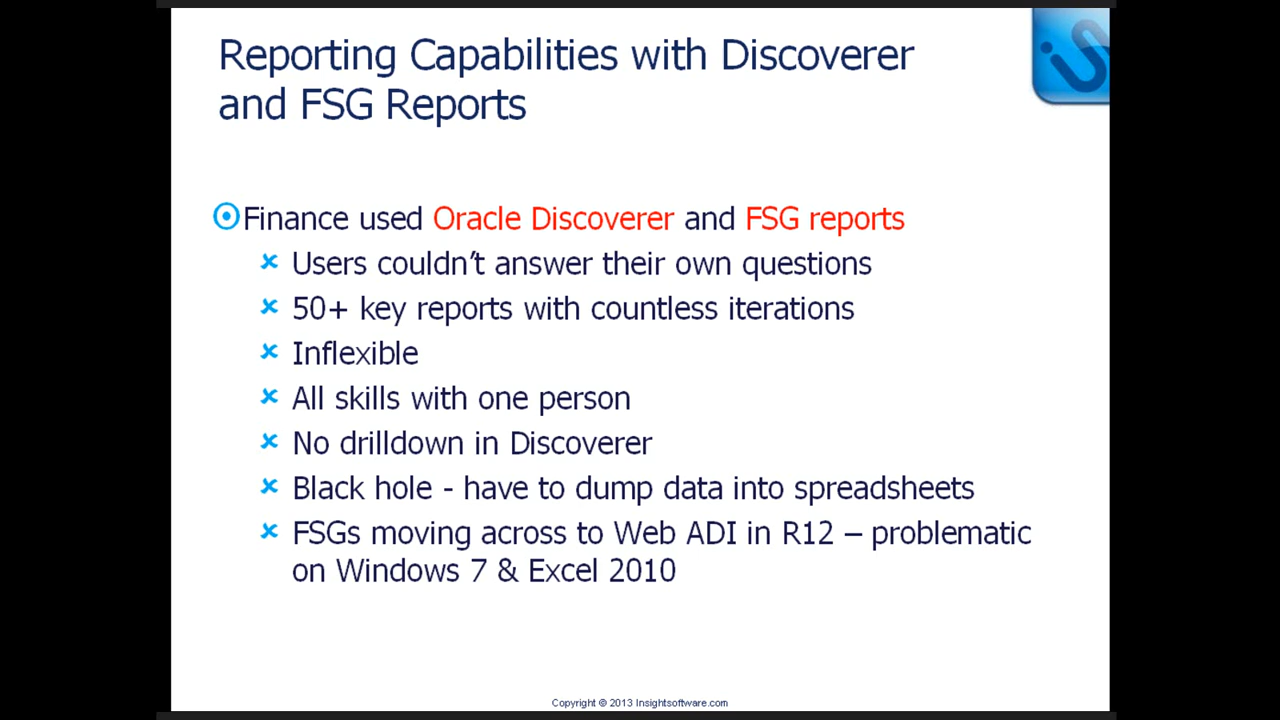 Reporting Capabilities with Discoverer
and FSG Reports
Finance used Oracle Discoverer and FSG reports
Users couldn’t answer their own questions
50+ key reports with countless iterations
Inflexible
All skills with one person
No drilldown in Discoverer
Black hole - have to dump data into spreadsheets
FSGs moving across to Web ADI in R12 – problematic
on Windows 7 & Excel 2010
Copyright © 2013 Insightsoftware.com